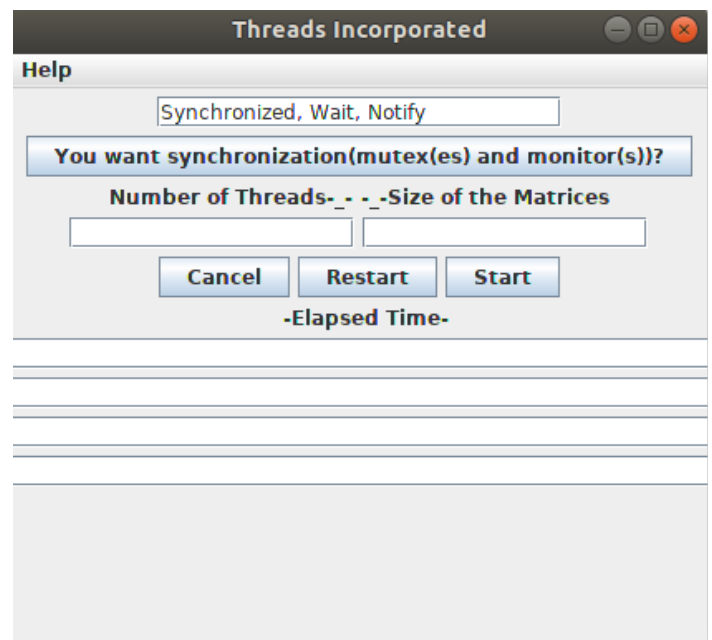 Threads Incorporated
Help
Synchronized, Wait, Notify
You want synchronization(mutex(es) and monitor(s))?
Number of Threads-_- -_-Size of the Matrices
Cancel Restart Start
-Elapsed Time-